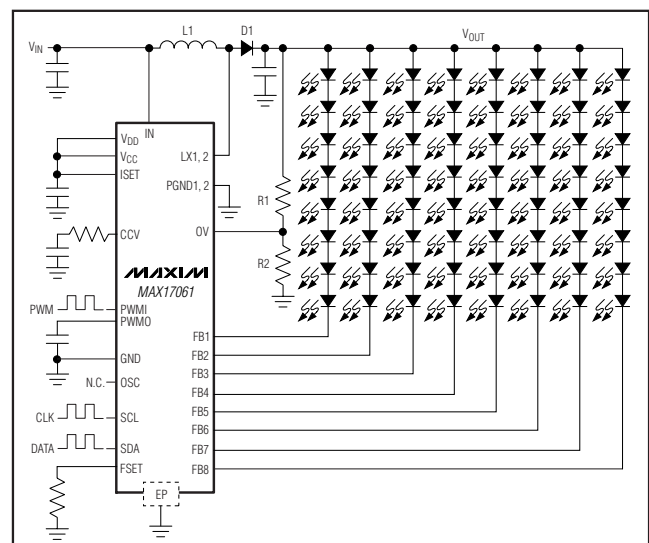 L1
D1
VIN
VOUT
IN
VDD
VCC
ISET
LX1, 2
PGND1, 2
R1
CCV
OV
R2
MAXIM
MAX17061
PWM
PWMI
PWMO
FB1
GND
FB2
FB3
N.C.
OSC
FB4
CLK
SCL
FB5
FB6
DATA
SDA
FB7
FSET
FB8
EP